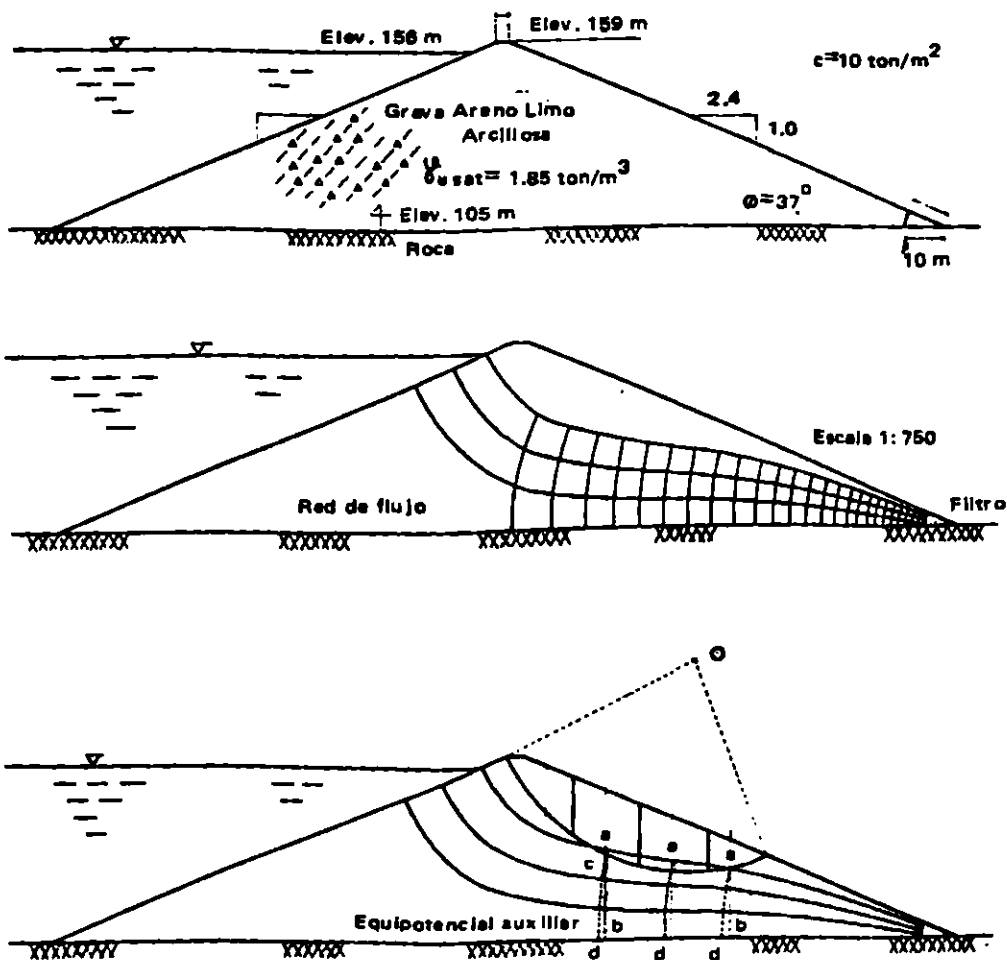 Elev. 156 m
Elev. 159 m
c=10 ton/m²
2.4
1.0
Grava Areno Limo
Arcillosa
sat= 1.85 ton/m³
Ø=37°
Elev. 105 m
Roca
10 m
Escala 1: 750
Red de flujo
Filtro
O
a
a
a
c
Equipotencial auxiliar
b
b
d
d
d